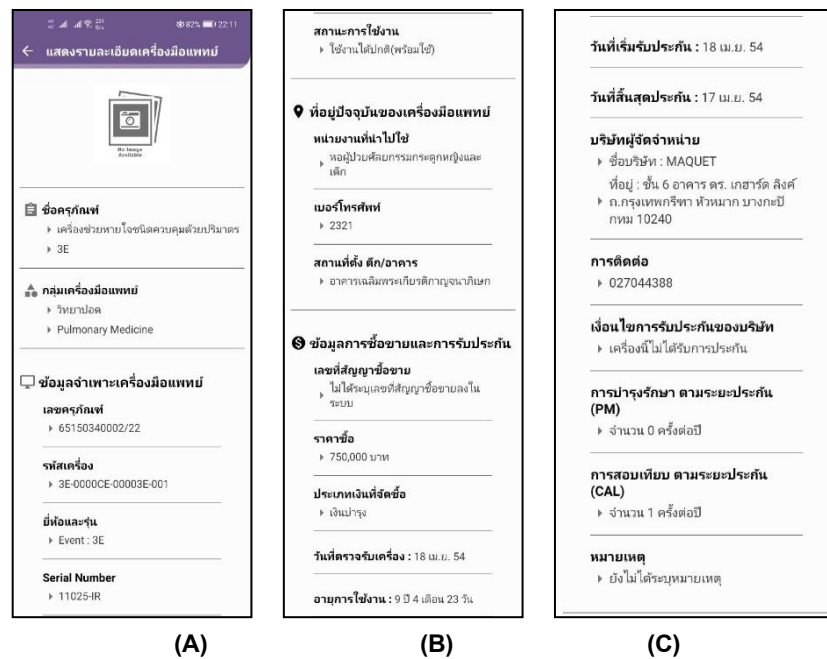 82% 22:11
แสดงรายละเอียดเครื่องมือแพทย์
No Image
Available
ชื่อครุภัณฑ์
เครื่องช่วยหายใจชนิดควบคุมด้วยปริมาตร
3E
กลุ่มเครื่องมือแพทย์
วิทยาปอด
Pulmonary Medicine
ข้อมูลจำเพาะเครื่องมือแพทย์
เลขครุภัณฑ์
65150340002/22
รหัสเครื่อง
3E-0000CE-00003E-001
ยี่ห้อและรุ่น
Event : 3E
Serial Number
11025-IR
(A)
สถานะการใช้งาน
ใช้งานได้ปกติ(พร้อมใช้)
ที่อยู่ปัจจุบันของเครื่องมือแพทย์
หน่วยงานที่นำไปใช้
หอผู้ป่วยศัลยกรรมกระดูกหญิงและ
เด็ก
เบอร์โทรศัพท์
2321
สถานที่ตั้ง ตึก/อาคาร
อาคารเฉลิมพระเกียรติกาญจนาภิเษก
ข้อมูลการซื้อขายและการรับประกัน
เลขที่สัญญาซื้อขาย
ไม่ได้ระบุเลขที่สัญญาซื้อขายลงใน
ระบบ
ราคาซื้อ
750,000 บาท
ประเภทเงินที่จัดซื้อ
เงินบำรุง
วันที่ตรวจรับเครื่อง : 18 เม.ย. 54
อายุการใช้งาน : 9 ปี 4 เดือน 23 วัน
(B)
วันที่เริ่มรับประกัน : 18 เม.ย. 54
วันที่สิ้นสุดประกัน : 17 เม.ย. 54
บริษัทผู้จัดจำหน่าย
ชื่อบริษัท : MAQUET
ที่อยู่ : ชั้น 6 อาคาร ดร. เกฮาร์ด ลิงค์
ถ.กรุงเทพกรีฑา หัวหมาก บางกะปิ
กทม 10240
การติดต่อ
027044388
เงื่อนไขการรับประกันของบริษัท
เครื่องนี้ไม่ได้รับการประกัน
การบำรุงรักษา ตามระยะประกัน
(PM)
จำนวน 0 ครั้งต่อปี
การสอบเทียบ ตามระยะประกัน
(CAL)
จำนวน 1 ครั้งต่อปี
หมายเหตุ
ยังไม่ได้ระบุหมายเหตุ
(C)